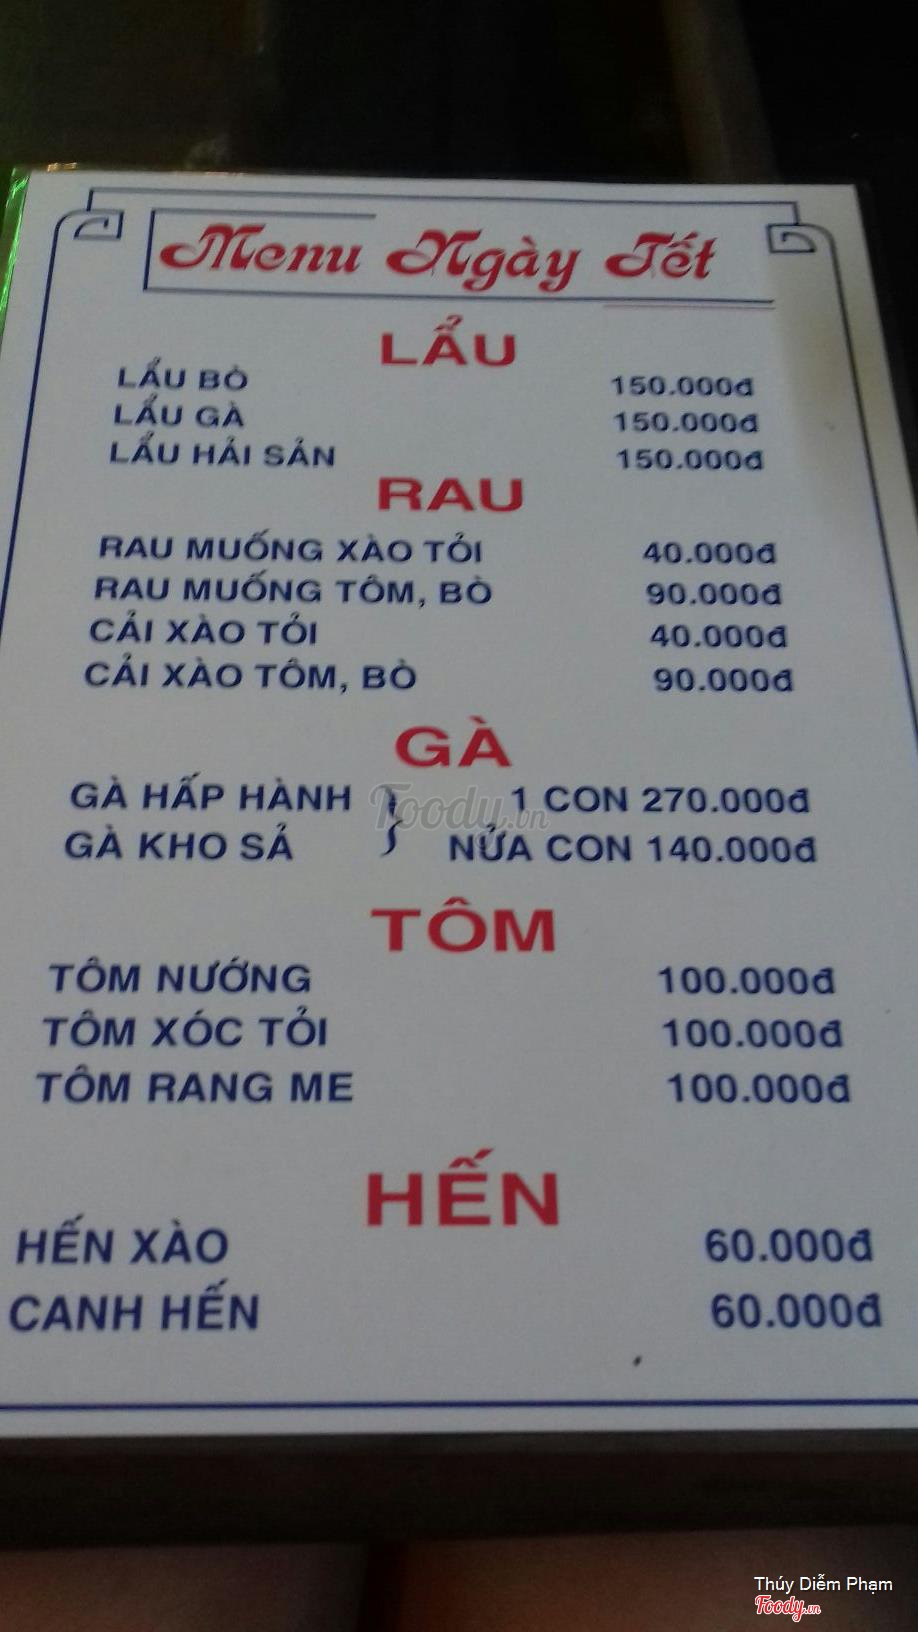 Menu Ngày Tết
LẨU
LẨU BÒ 150.000đ
LẨU GÀ 150.000đ
LẨU HẢI SẢN 150.000đ
RAU
RAU MUỐNG XÀO TỎI 40.000đ
RAU MUỐNG TÔM, BÒ 90.000đ
CẢI XÀO TỎI 40.000đ
CẢI XÀO TÔM, BÒ 90.000đ
GÀ
GÀ HẤP HÀNH } 1 CON 270.000đ
GÀ KHO SẢ NỬA CON 140.000đ
Foody.vn
TÔM
TÔM NƯỚNG 100.000đ
TÔM XÓC TỎI 100.000đ
TÔM RANG ME 100.000đ
HẾN
HẾN XÀO 60.000đ
CANH HẾN 60.000đ
Thúy Diễm Phạm
Foody.vn